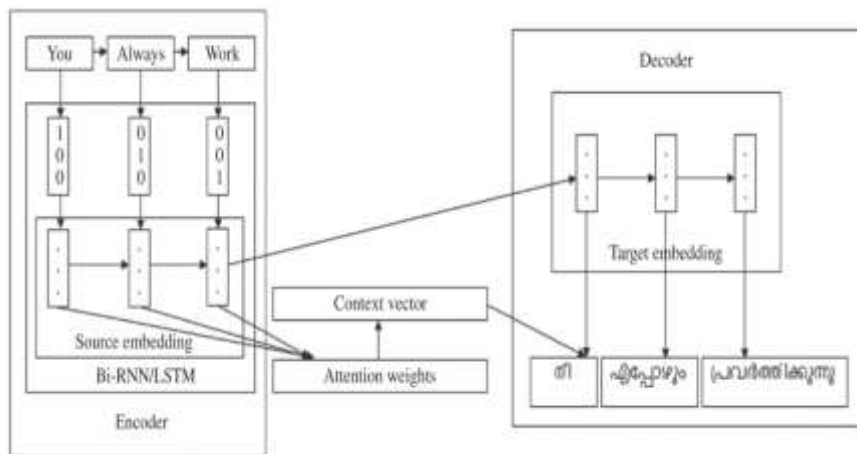 You
Always
Work
1 0 0
0 1 0
0 0 1
Source embedding
Bi-RNN/LSTM
Encoder
Context vector
Attention weights
Decoder
Target embedding
നീ
എപ്പോഴും
പ്രവർത്തിക്കുന്നു